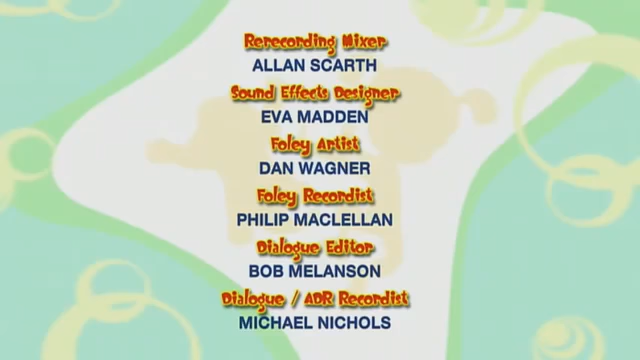 Rerecording Mixer
ALLAN SCARTH
Sound Effects Designer
EVA MADDEN
Foley Artist
DAN WAGNER
Foley Recordist
PHILIP MACLELLAN
Dialogue Editor
BOB MELANSON
Dialogue / ADR Recordist
MICHAEL NICHOLS